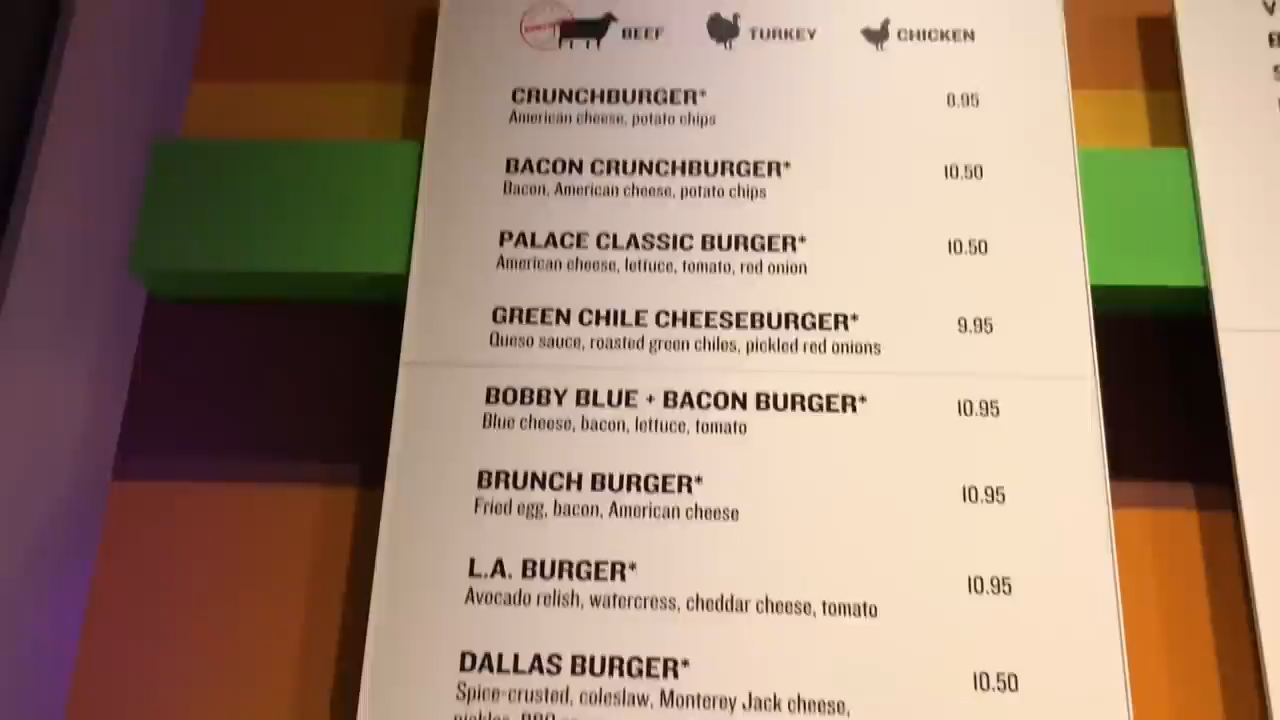 BEEF TURKEY CHICKEN
CRUNCHBURGER* 8.95
American cheese, potato chips
BACON CRUNCHBURGER* 10.50
Bacon, American cheese, potato chips
PALACE CLASSIC BURGER* 10.50
American cheese, lettuce, tomato, red onion
GREEN CHILE CHEESEBURGER* 9.95
Queso sauce, roasted green chiles, pickled red onions
BOBBY BLUE + BACON BURGER* 10.95
Blue cheese, bacon, lettuce, tomato
BRUNCH BURGER* 10.95
Fried egg, bacon, American cheese
L.A. BURGER* 10.95
Avocado relish, watercress, cheddar cheese, tomato
DALLAS BURGER* 10.50
Spice-crusted, coleslaw, Monterey Jack cheese,